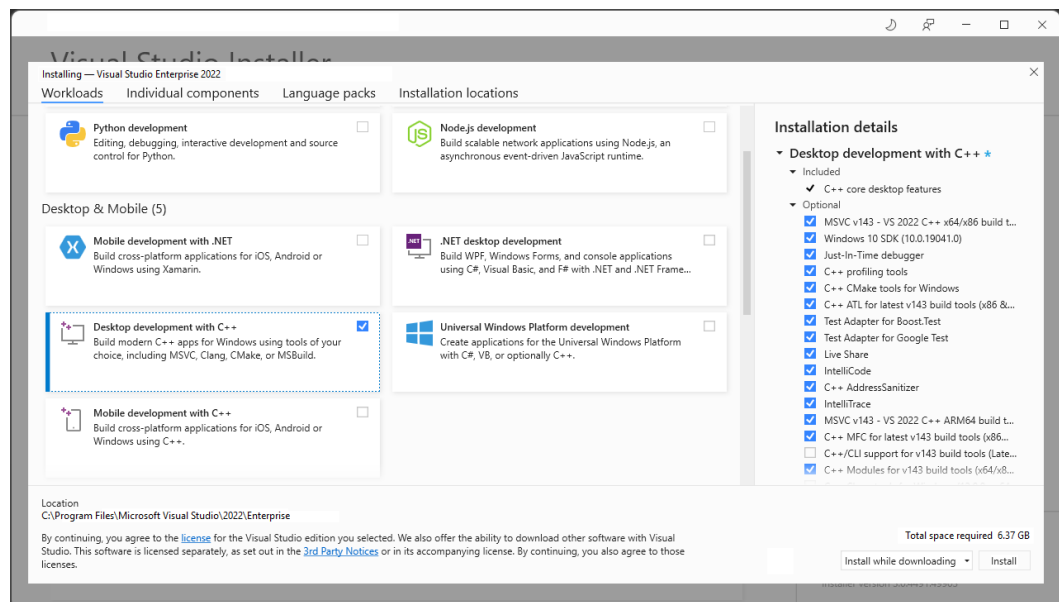 Visual Studio Installer
Installing — Visual Studio Enterprise 2022
Workloads Individual components Language packs Installation locations
Python development
Editing, debugging, interactive development and source
control for Python.
Node.js development
Build scalable network applications using Node.js, an
asynchronous event-driven JavaScript runtime.
Desktop & Mobile (5)
Mobile development with .NET
Build cross-platform applications for iOS, Android or
Windows using Xamarin.
.NET desktop development
Build WPF, Windows Forms, and console applications
using C#, Visual Basic, and F# with .NET and .NET Frame...
Desktop development with C++
Build modern C++ apps for Windows using tools of your
choice, including MSVC, Clang, CMake, or MSBuild.
Universal Windows Platform development
Create applications for the Universal Windows Platform
with C#, VB, or optionally C++.
Mobile development with C++
Build cross-platform applications for iOS, Android or
Windows using C++.
Installation details
Desktop development with C++ *
Included
C++ core desktop features
Optional
MSVC v143 - VS 2022 C++ x64/x86 build t...
Windows 10 SDK (10.0.19041.0)
Just-In-Time debugger
C++ profiling tools
C++ CMake tools for Windows
C++ ATL for latest v143 build tools (x86 &...
Test Adapter for Boost.Test
Test Adapter for Google Test
Live Share
IntelliCode
C++ AddressSanitizer
IntelliTrace
MSVC v143 - VS 2022 C++ ARM64 build t...
C++ MFC for latest v143 build tools (x86...
C++/CLI support for v143 build tools (Late...
C++ Modules for v143 build tools (x64/x8...
Location
C:\Program Files\Microsoft Visual Studio\2022\Enterprise
By continuing, you agree to the license for the Visual Studio edition you selected. We also offer the ability to download other software with Visual
Studio. This software is licensed separately, as set out in the 3rd Party Notices or in its accompanying license. By continuing, you also agree to those
licenses.
Total space required 6.37 GB
Install while downloading Install